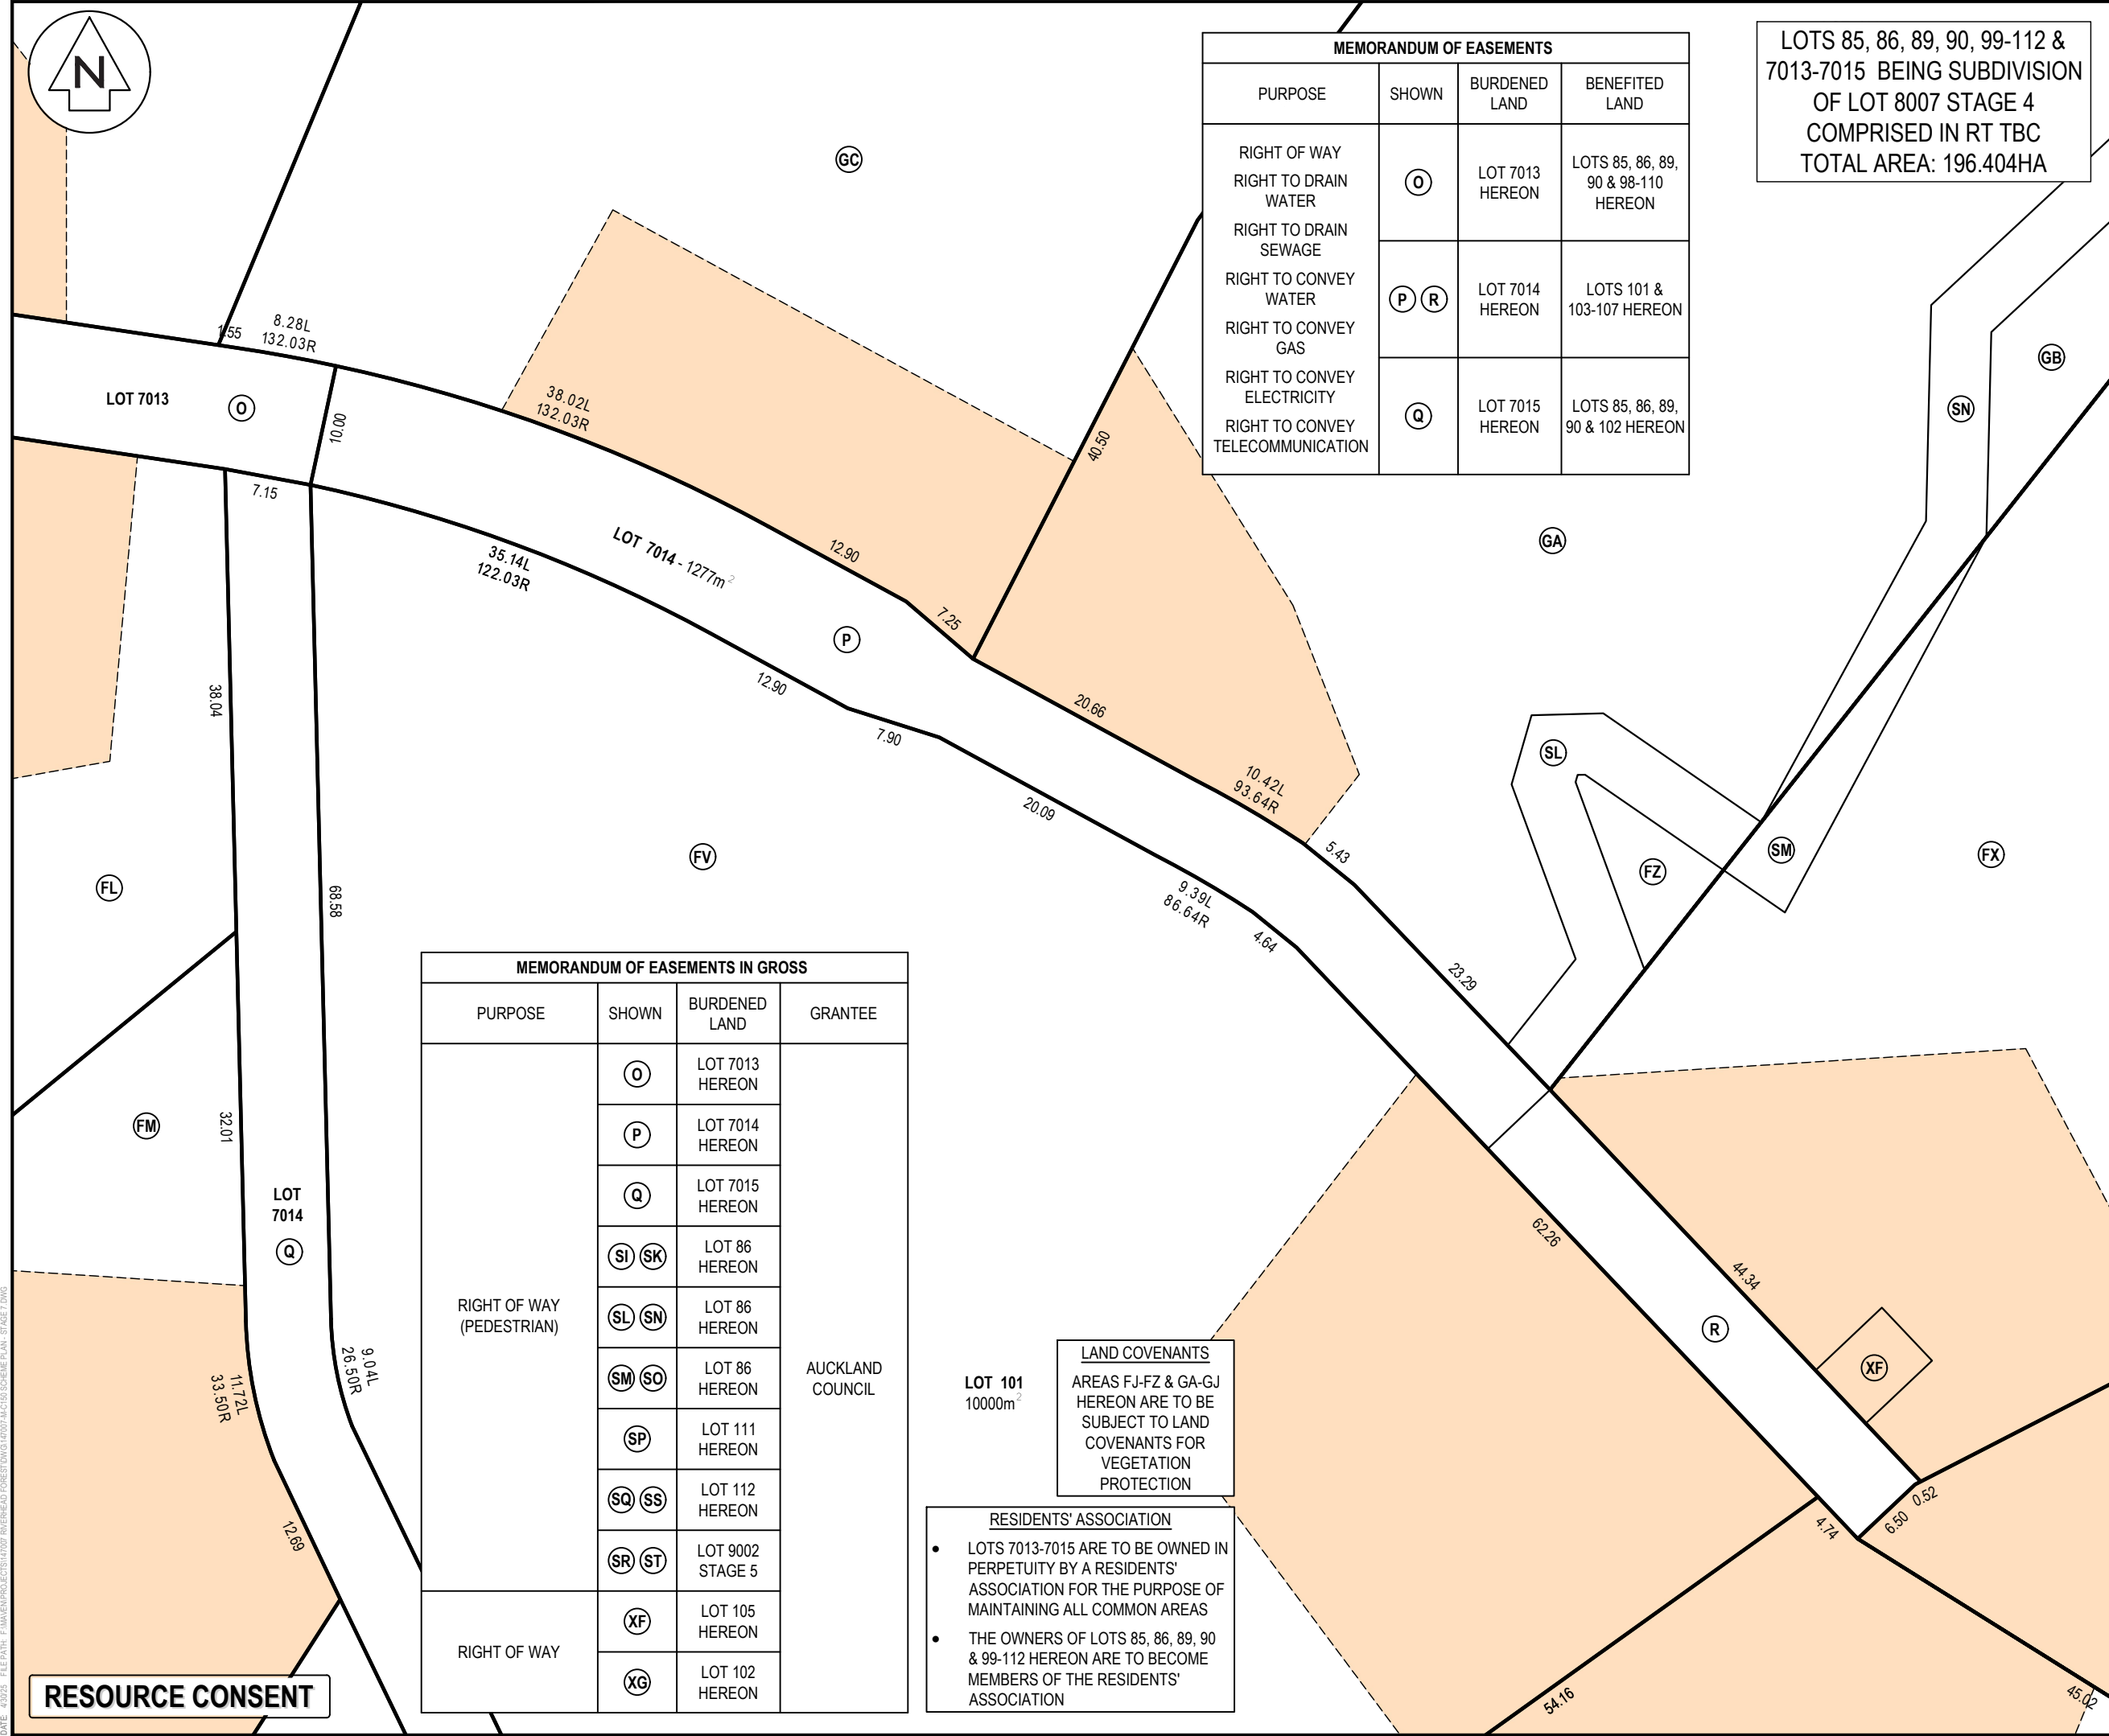 N
LOTS 85, 86, 89, 90, 99-112 &
7013-7015 BEING SUBDIVISION
OF LOT 8007 STAGE 4
COMPRISED IN RT TBC
TOTAL AREA: 196.404HA
MEMORANDUM OF EASEMENTS
PURPOSE
SHOWN
BURDENED
LAND
BENEFITED
LAND
RIGHT OF WAY
RIGHT TO DRAIN
WATER
RIGHT TO DRAIN
SEWAGE
RIGHT TO CONVEY
WATER
RIGHT TO CONVEY
GAS
RIGHT TO CONVEY
ELECTRICITY
RIGHT TO CONVEY
TELECOMMUNICATION
O
LOT 7013
HEREON
LOTS 85, 86, 89,
90 & 98-110
HEREON
P R
LOT 7014
HEREON
LOTS 101 &
103-107 HEREON
Q
LOT 7015
HEREON
LOTS 85, 86, 89,
90 & 102 HEREON
GC
GB
SN
GA
1.55
8.28L
132.03R
LOT 7013
O
10.00
7.15
38.02L
132.03R
40.50
35.14L
122.03R
LOT 7014 - 1277m2
12.90
7.25
P
12.90
7.90
20.66
20.09
10.42L
93.64R
5.43
9.39L
86.64R
4.64
23.29
SL
SM
FZ
FX
38.04
68.58
FL
FV
FM
32.01
LOT
7014
Q
9.04L
26.50R
11.72L
33.50R
12.69
MEMORANDUM OF EASEMENTS IN GROSS
PURPOSE
SHOWN
BURDENED
LAND
GRANTEE
RIGHT OF WAY
(PEDESTRIAN)
O
LOT 7013
HEREON
P
LOT 7014
HEREON
Q
LOT 7015
HEREON
SI SK
LOT 86
HEREON
SL SN
LOT 86
HEREON
SM SO
LOT 86
HEREON
SP
LOT 111
HEREON
SQ SS
LOT 112
HEREON
SR ST
LOT 9002
STAGE 5
RIGHT OF WAY
XF
LOT 105
HEREON
XG
LOT 102
HEREON
AUCKLAND
COUNCIL
LOT 101
10000m2
LAND COVENANTS
AREAS FJ-FZ & GA-GJ
HEREON ARE TO BE
SUBJECT TO LAND
COVENANTS FOR
VEGETATION
PROTECTION
RESIDENTS' ASSOCIATION
• LOTS 7013-7015 ARE TO BE OWNED IN
PERPETUITY BY A RESIDENTS'
ASSOCIATION FOR THE PURPOSE OF
MAINTAINING ALL COMMON AREAS
• THE OWNERS OF LOTS 85, 86, 89, 90
& 99-112 HEREON ARE TO BECOME
MEMBERS OF THE RESIDENTS'
ASSOCIATION
62.26
44.34
R
XF
0.52
6.50
4.74
54.16
45.02
RESOURCE CONSENT